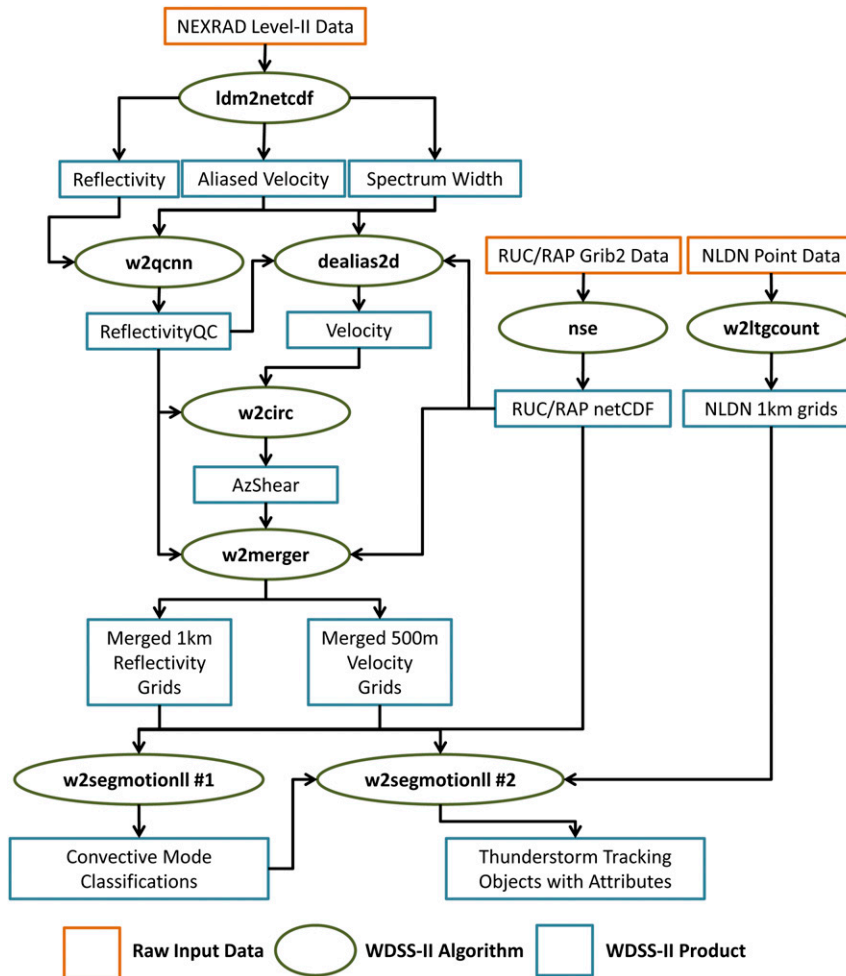 NEXRAD Level-II Data
ldm2netcdf
Reflectivity
Aliased Velocity
Spectrum Width
w2qcnn
dealias2d
RUC/RAP Grib2 Data
NLDN Point Data
ReflectivityQC
Velocity
nse
w2ltgcount
w2circ
RUC/RAP netCDF
NLDN 1km grids
AzShear
w2merger
Merged 1km
Reflectivity
Grids
Merged 500m
Velocity
Grids
w2segmotionll #1
w2segmotionll #2
Convective Mode
Classifications
Thunderstorm Tracking
Objects with Attributes
Raw Input Data
WDSS-II Algorithm
WDSS-II Product